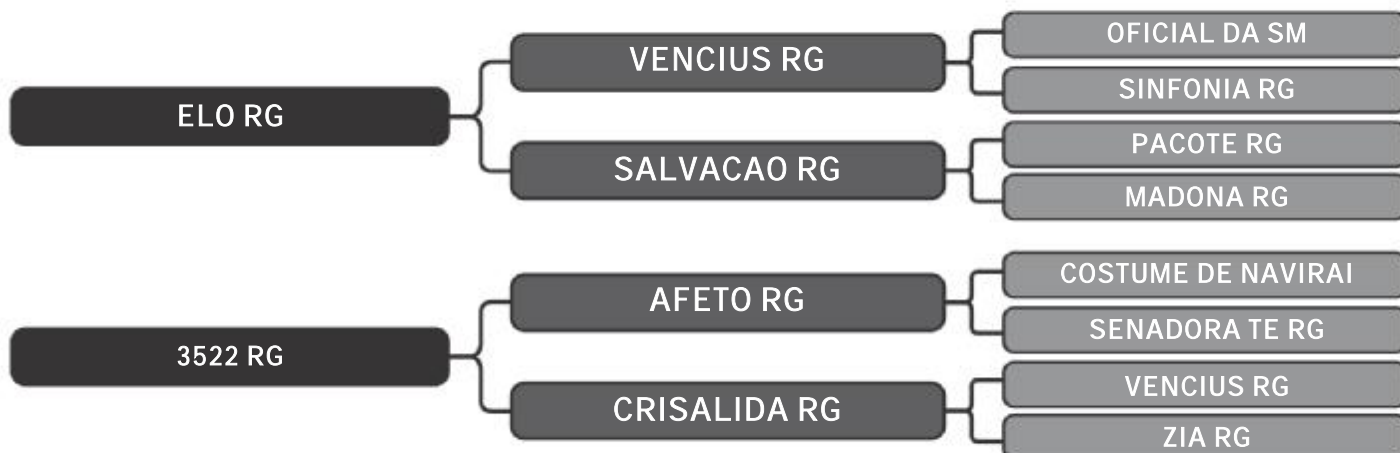 ELO RG
VENCIUS RG
SALVACAO RG
OFICIAL DA SM
SINFONIA RG
PACOTE RG
MADONA RG
3522 RG
AFETO RG
CRISALIDA RG
COSTUME DE NAVIRAI
SENADORA TE RG
VENCIUS RG
ZIA RG